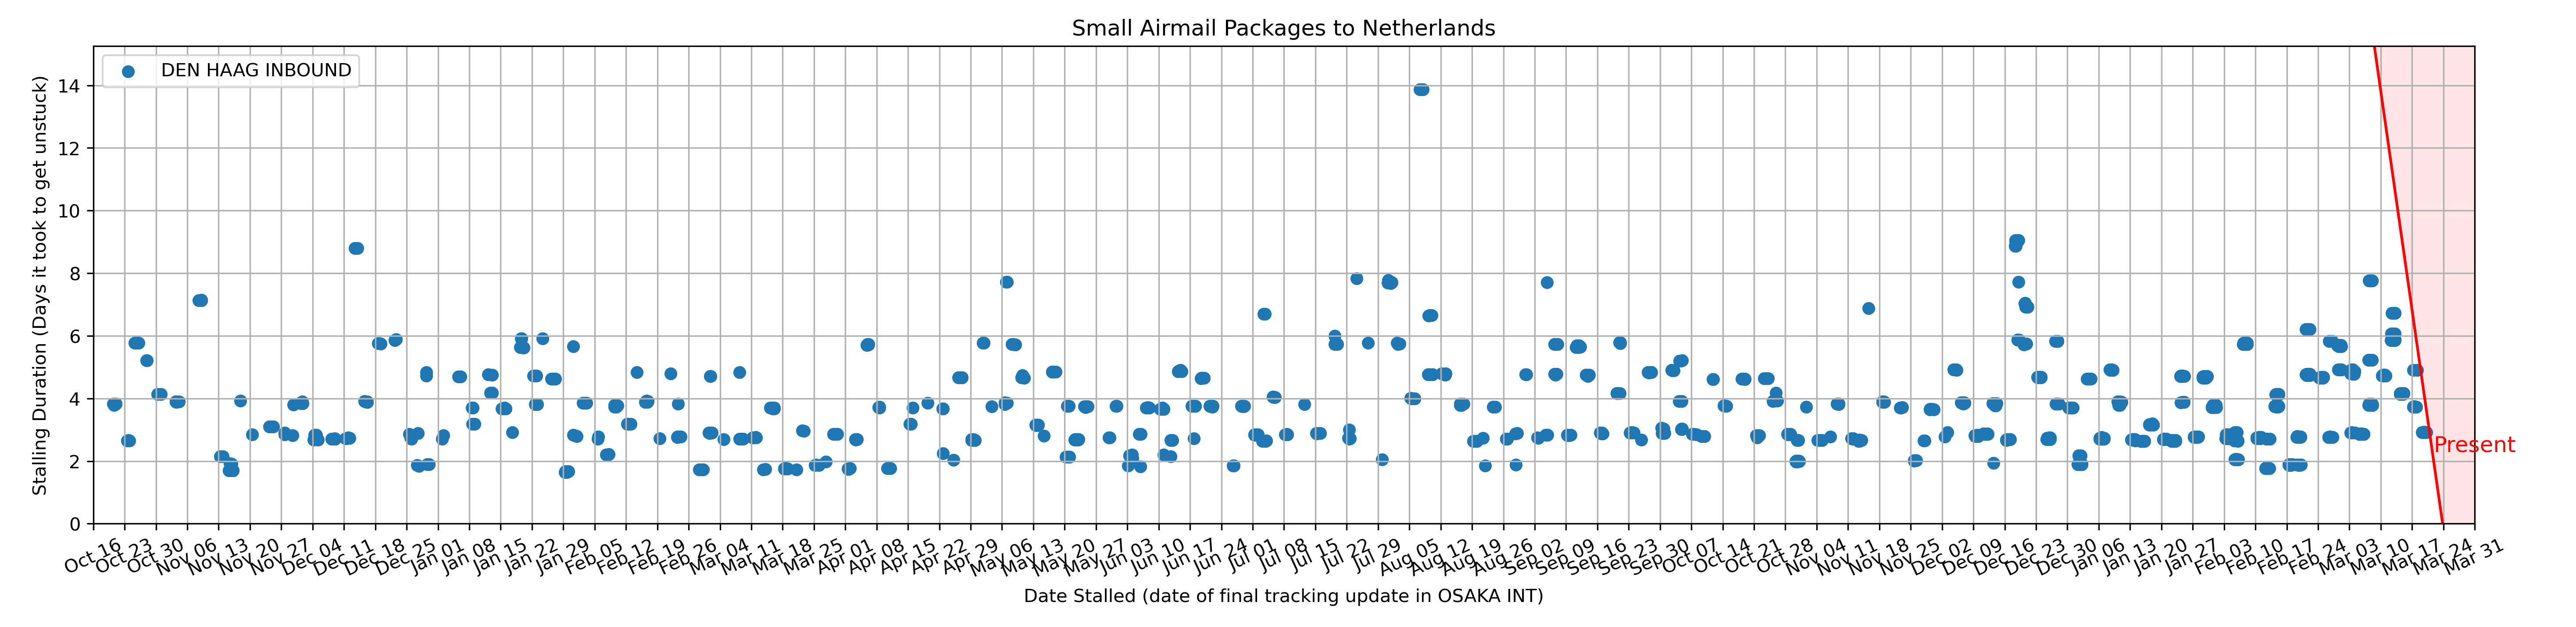 Small Airmail Packages to Netherlands
DEN HAAG INBOUND
Stalling Duration (Days it took to get unstuck)
14
12
10
8
6
4
2
0
Present
Oct 16
Oct 23
Oct 30
Nov 06
Nov 13
Nov 20
Nov 27
Dec 04
Dec 11
Dec 18
Dec 25
Jan 01
Jan 08
Jan 15
Jan 22
Jan 29
Feb 05
Feb 12
Feb 19
Feb 26
Mar 04
Mar 11
Mar 18
Mar 25
Apr 01
Apr 08
Apr 15
Apr 22
Apr 29
May 06
May 13
May 20
May 27
Jun 03
Jun 10
Jun 17
Jun 24
Jul 01
Jul 08
Jul 15
Jul 22
Jul 29
Aug 05
Aug 12
Aug 19
Aug 26
Sep 02
Sep 09
Sep 16
Sep 23
Sep 30
Oct 07
Oct 14
Oct 21
Oct 28
Nov 04
Nov 11
Nov 18
Nov 25
Dec 02
Dec 09
Dec 16
Dec 23
Dec 30
Jan 06
Jan 13
Jan 20
Jan 27
Feb 03
Feb 10
Feb 17
Feb 24
Mar 03
Mar 10
Mar 17
Mar 24
Mar 31
Date Stalled (date of final tracking update in OSAKA INT)